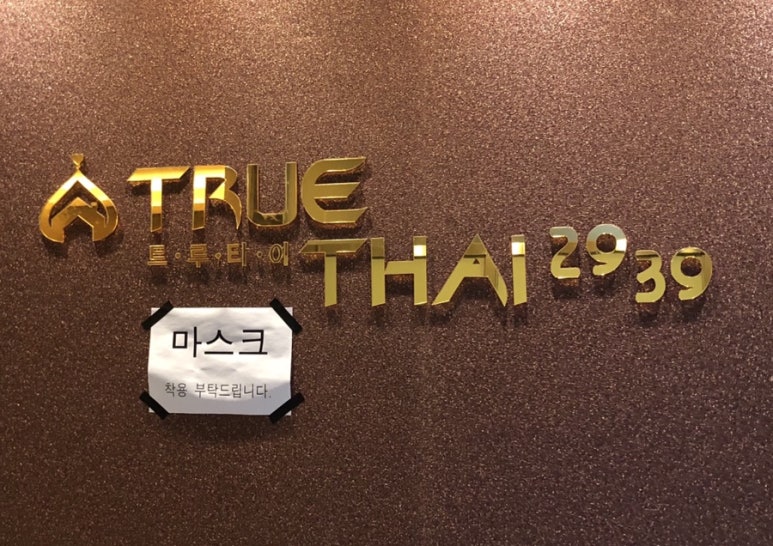 TRUE
트·루·타·이
THAI 2939
마스크
착용 부탁드립니다.